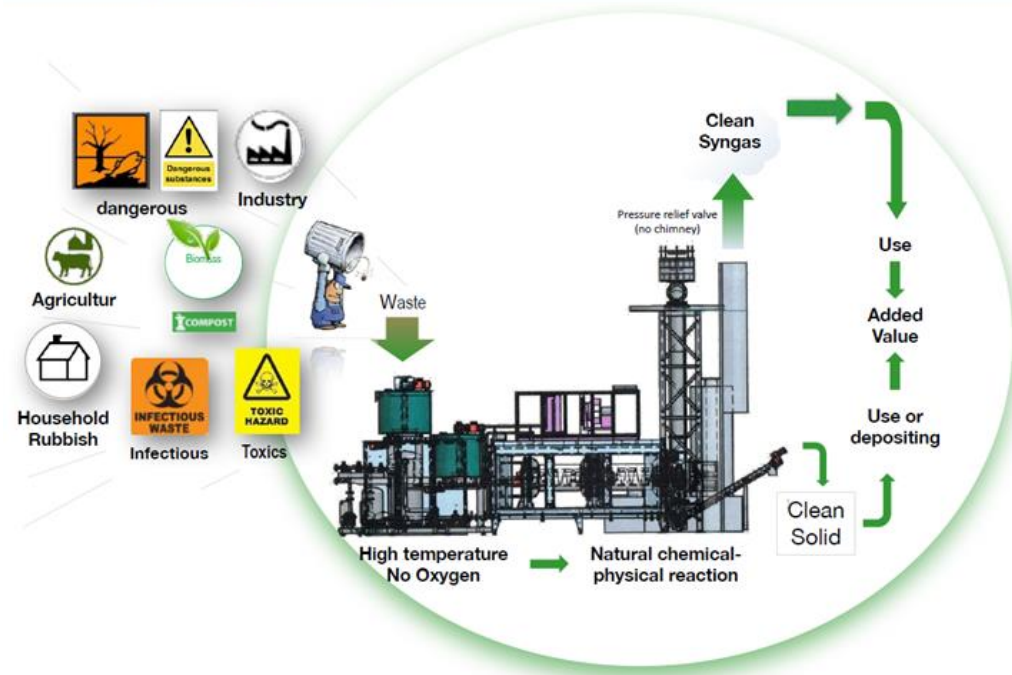 Dangerous
substances
dangerous
Industry
Biomass
Agricultur
COMPOST
Household
Rubbish
INFECTIOUS
WASTE
Infectious
TOXIC
HAZARD
Toxics
Waste
Clean
Syngas
Pressure relief valve
(no chimney)
Use
Added
Value
Use or
depositing
Clean
Solid
High temperature
No Oxygen
Natural chemical-
physical reaction